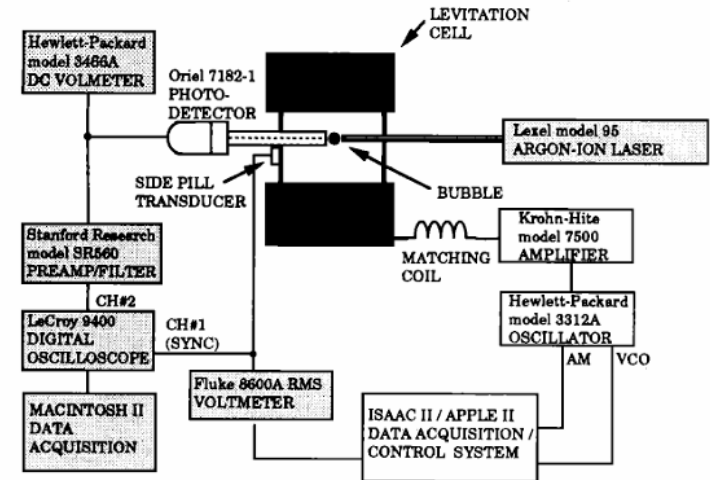 LEVITATION
CELL
Hewlett-Packard
model 3466A
DC VOLMETER
Oriel 7182-1
PHOTO-
DETECTOR
Lexel model 95
ARGON-ION LASER
SIDE PILL
TRANSDUCER
BUBBLE
Stanford Research
model SR560
PREAMP/FILTER
MATCHING
COIL
Krohn-Hite
model 7500
AMPLIFIER
CH#2
LeCroy 9400
DIGITAL
OSCILLOSCOPE
CH#1
(SYNC)
Hewlett-Packard
model 3312A
OSCILLATOR
AM
VCO
Fluke 8600A RMS
VOLTMETER
MACINTOSH II
DATA
ACQUISITION
ISAAC II / APPLE II
DATA ACQUISITION /
CONTROL SYSTEM